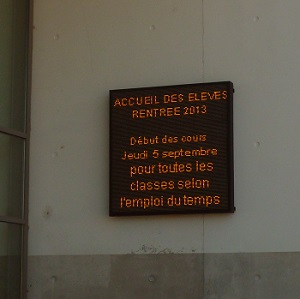 ACCUEIL DES ELEVES
RENTREE 2013
Début des cours
Jeudi 5 septembre
pour toutes les
classes selon
l'emploi du temps